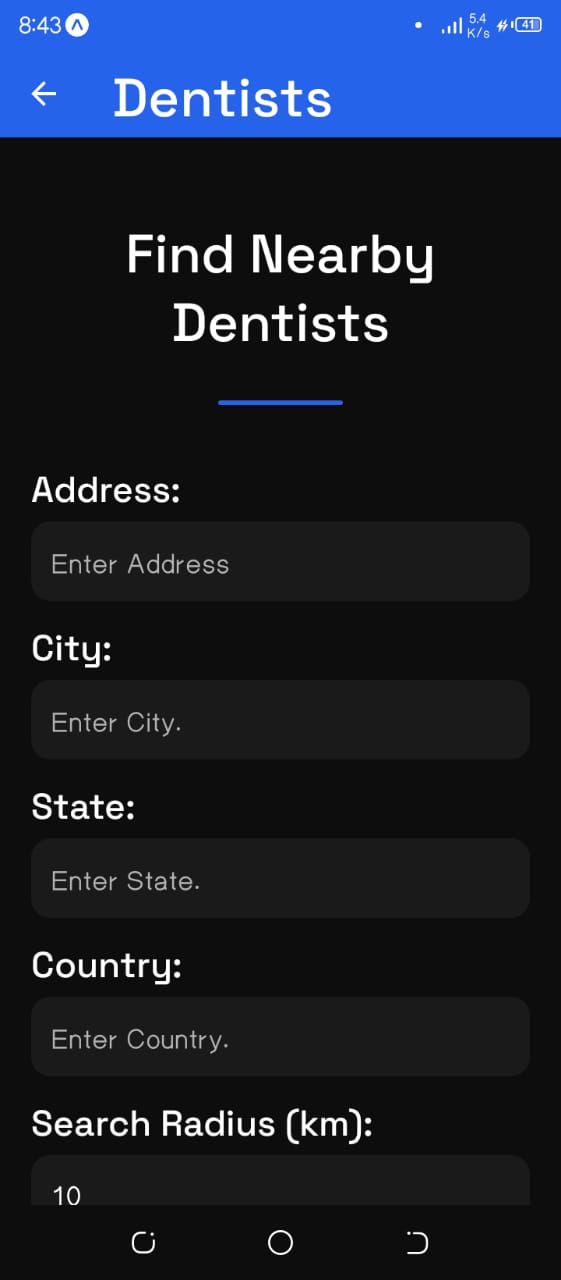 8:43
5.4
K/s
41
Dentists
Find Nearby
Dentists
Address:
Enter Address
City:
Enter City.
State:
Enter State.
Country:
Enter Country.
Search Radius (km):
10